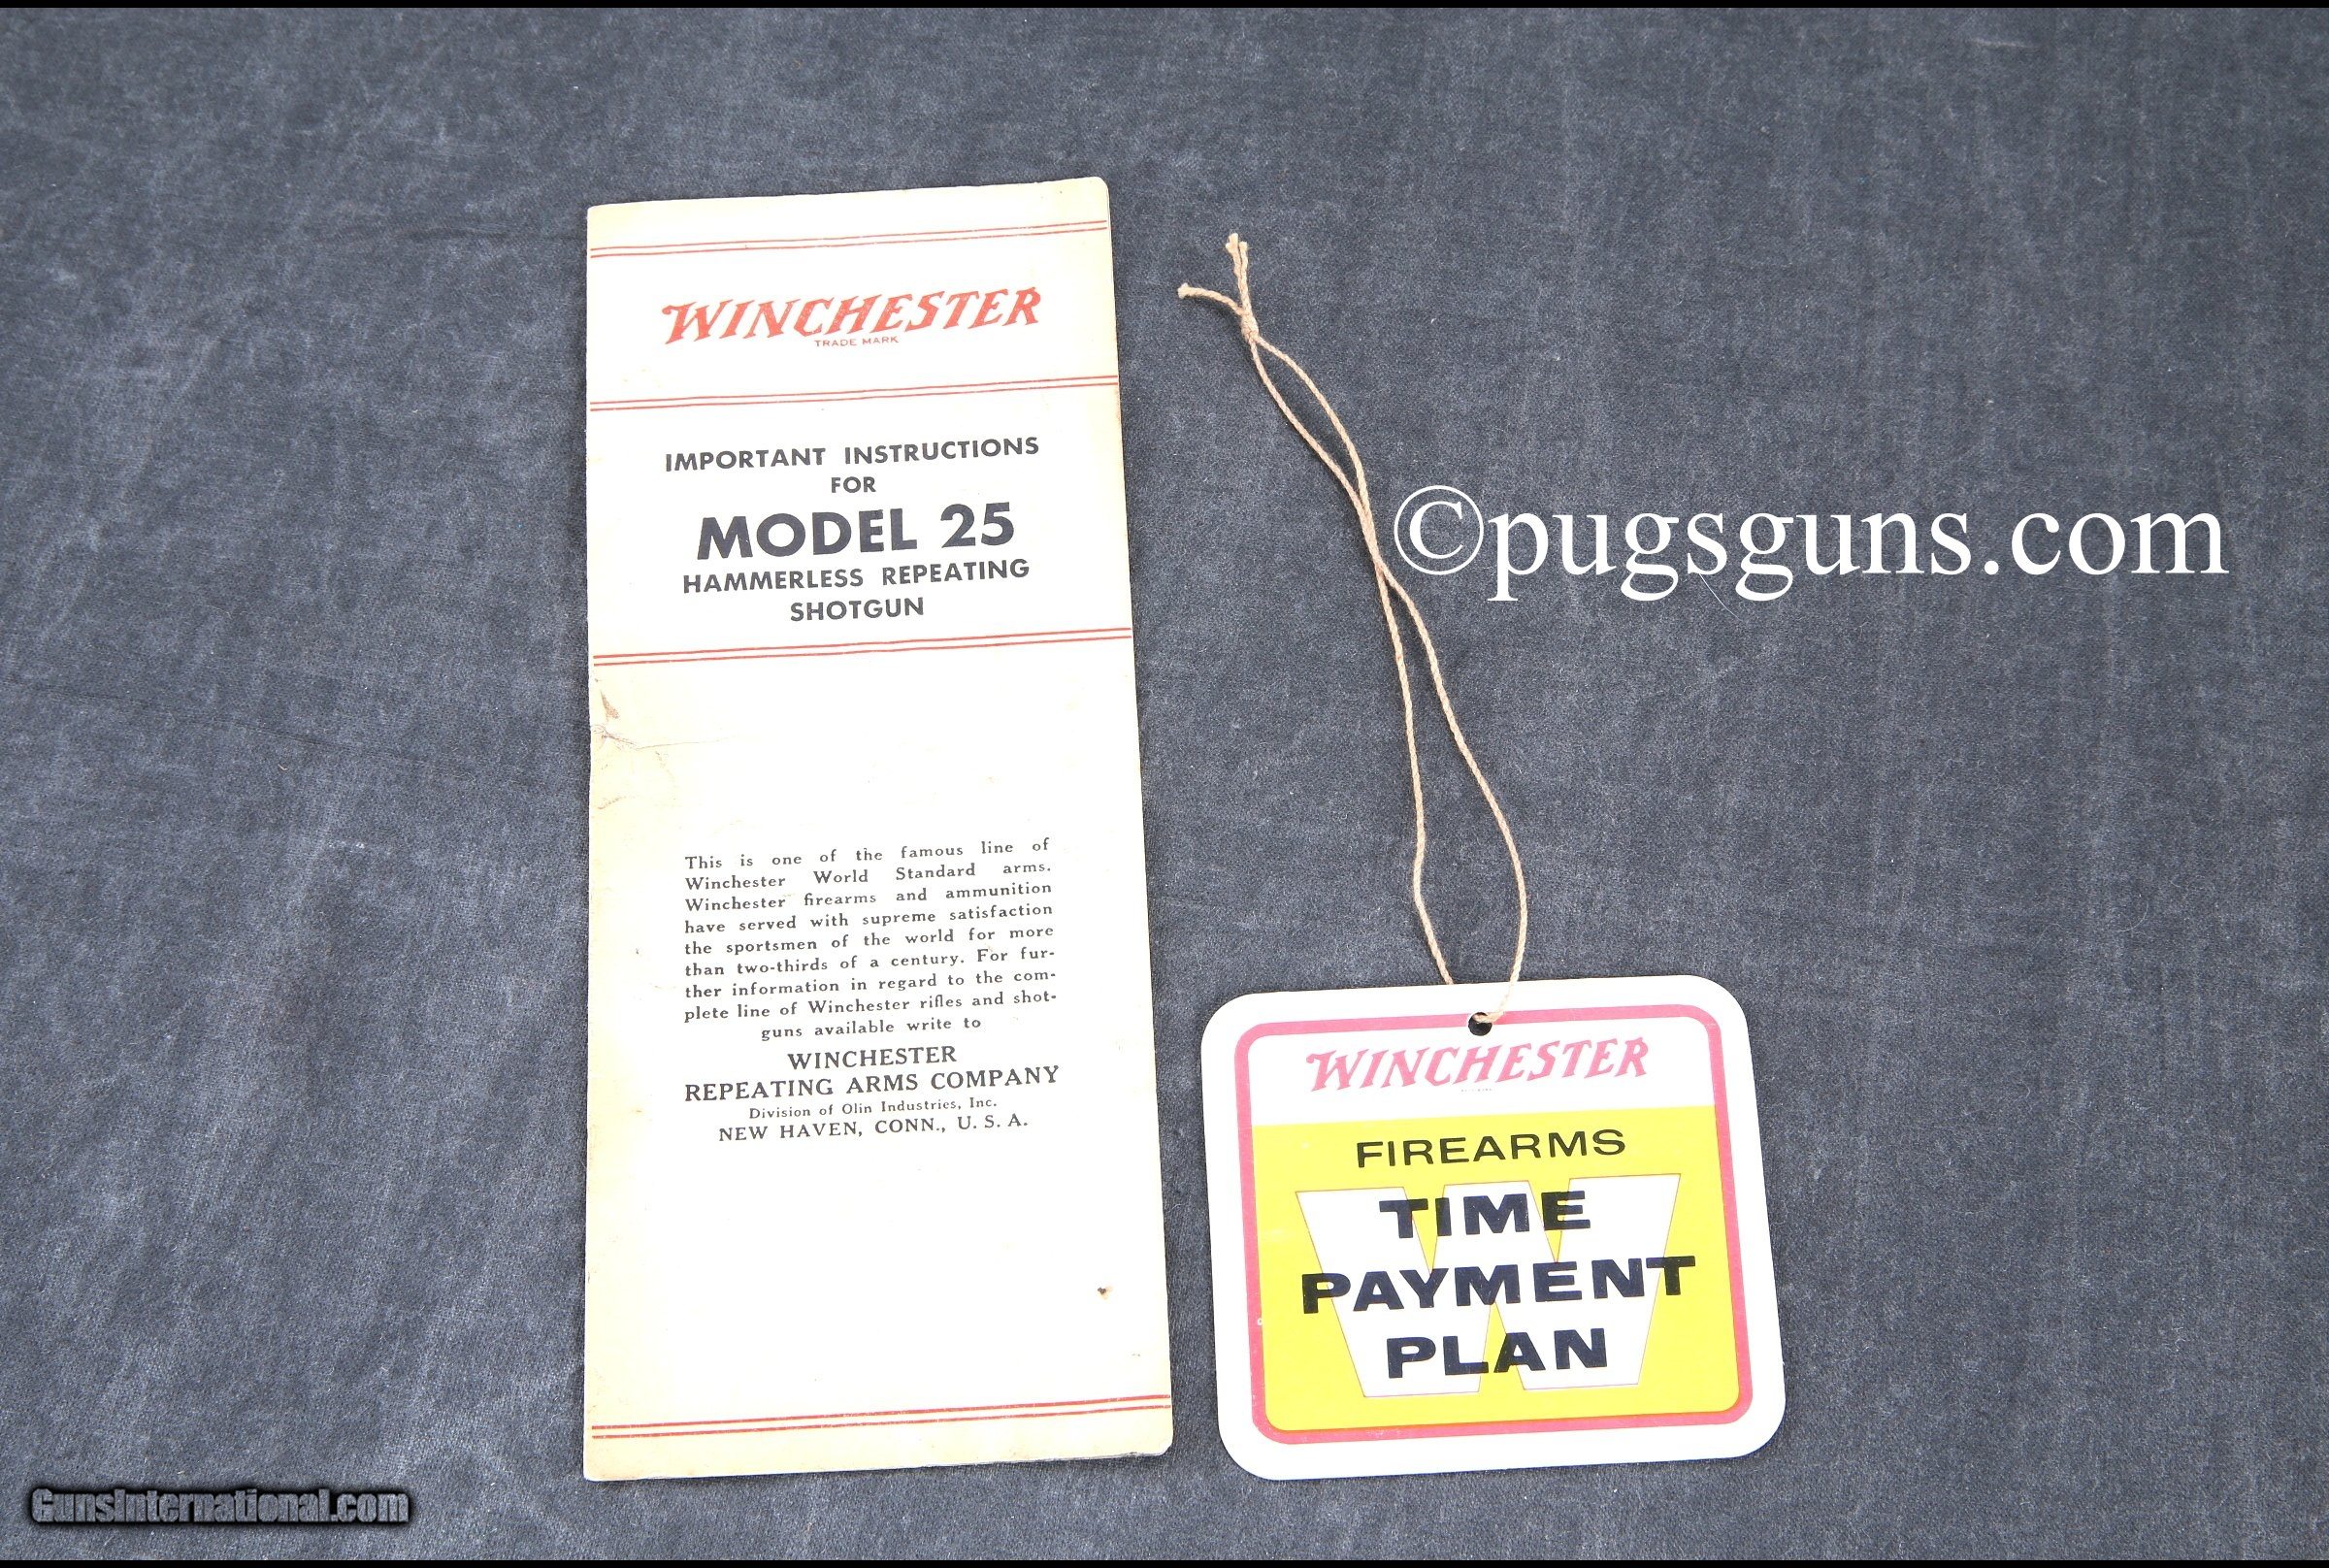 WINCHESTER
TRADE MARK
IMPORTANT INSTRUCTIONS
FOR
MODEL 25
HAMMERLESS REPEATING
SHOTGUN
This is one of the famous line of
Winchester World Standard arms.
Winchester firearms and ammunition
have served with supreme satisfaction
the sportsmen of the world for more
than two-thirds of a century. For fur-
ther information in regard to the com-
plete line of Winchester rifles and shot-
guns available write to
WINCHESTER
REPEATING ARMS COMPANY
Division of Olin Industries, Inc.
NEW HAVEN, CONN., U. S. A.
©pugsguns.com
WINCHESTER
FIREARMS
TIME
PAYMENT
PLAN
GunsInternational.com